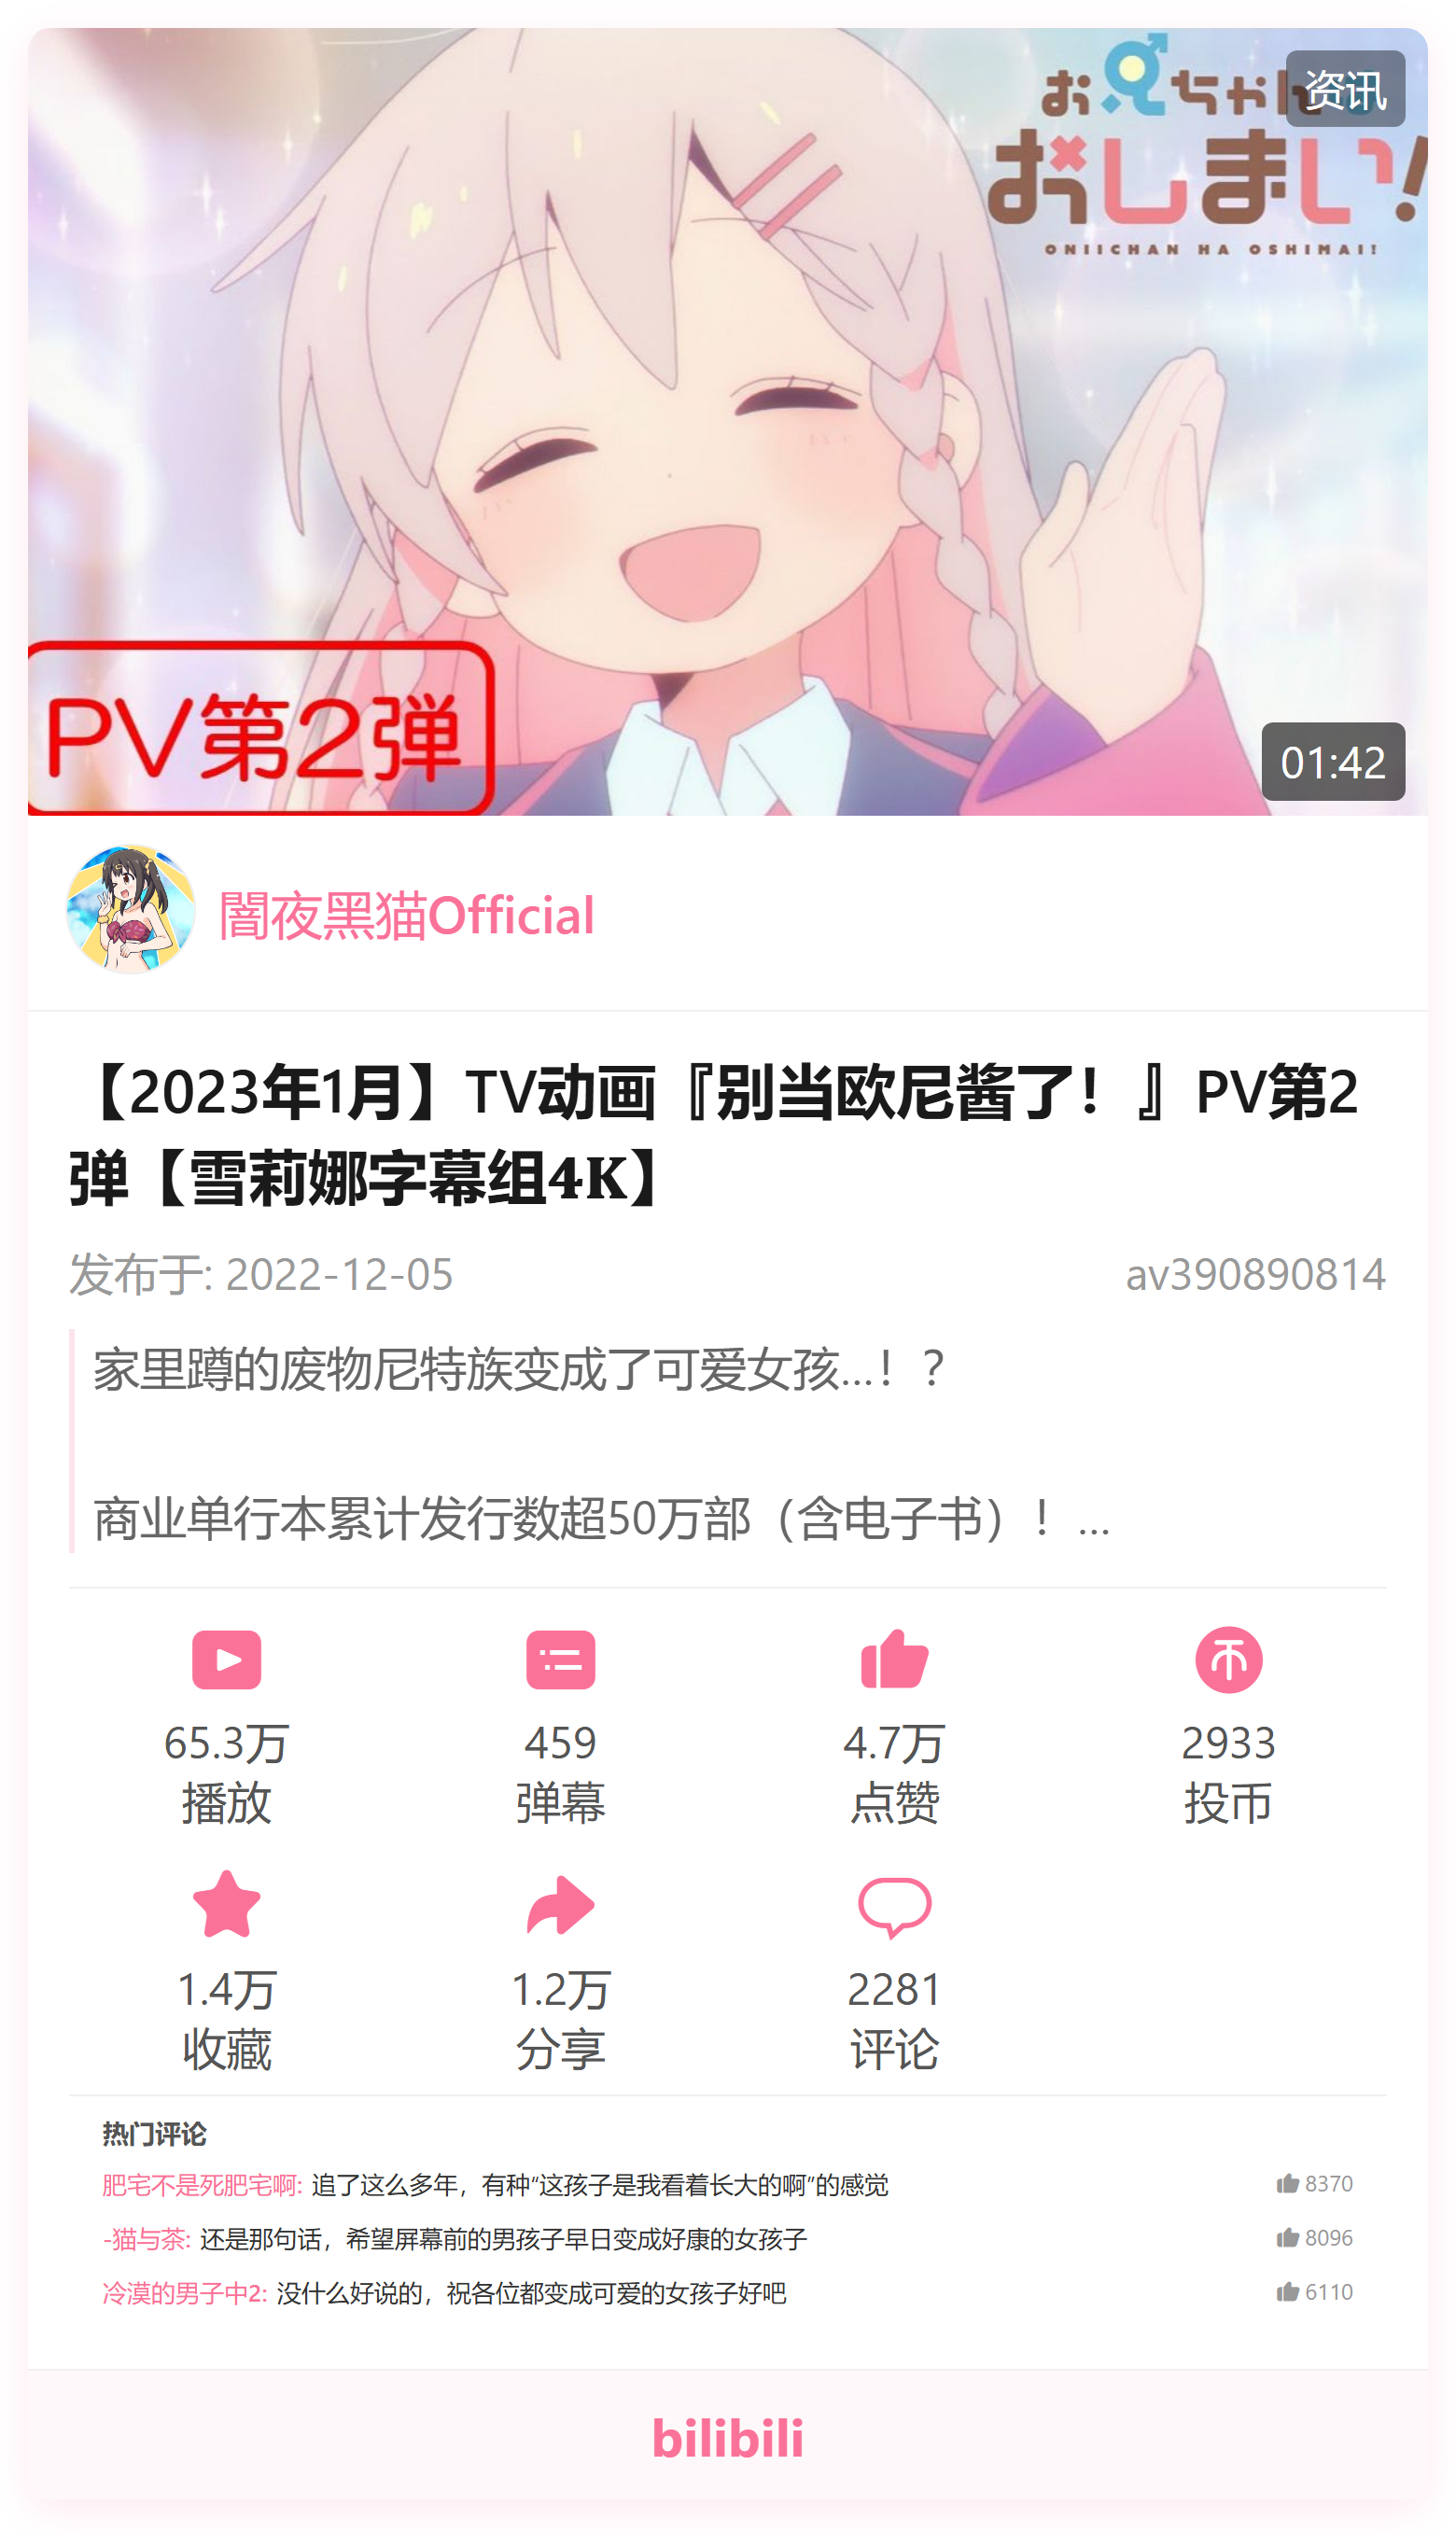 お兄ちゃん
资讯
おしまい!
ONIICHAN HA OSHIMAI!
PV第2弹
01:42
闇夜黑猫Official
【2023年1月】TV动画『别当欧尼酱了！』PV第2
弹【雪莉娜字幕组4K】
发布于: 2022-12-05
av390890814
家里蹲的废物尼特族变成了可爱女孩...！？
商业单行本累计发行数超50万部（含电子书）！...
65.3万 459 4.7万 2933
播放 弹幕 点赞 投币
1.4万 1.2万 2281
收藏 分享 评论
热门评论
肥宅不是死肥宅啊: 追了这么多年，有种“这孩子是我看着长大的啊”的感觉 8370
-猫与茶: 还是那句话，希望屏幕前的男孩子早日变成好康的女孩子 8096
冷漠的男子中2: 没什么好说的，祝各位都变成可爱的女孩子好吧 6110
bilibili